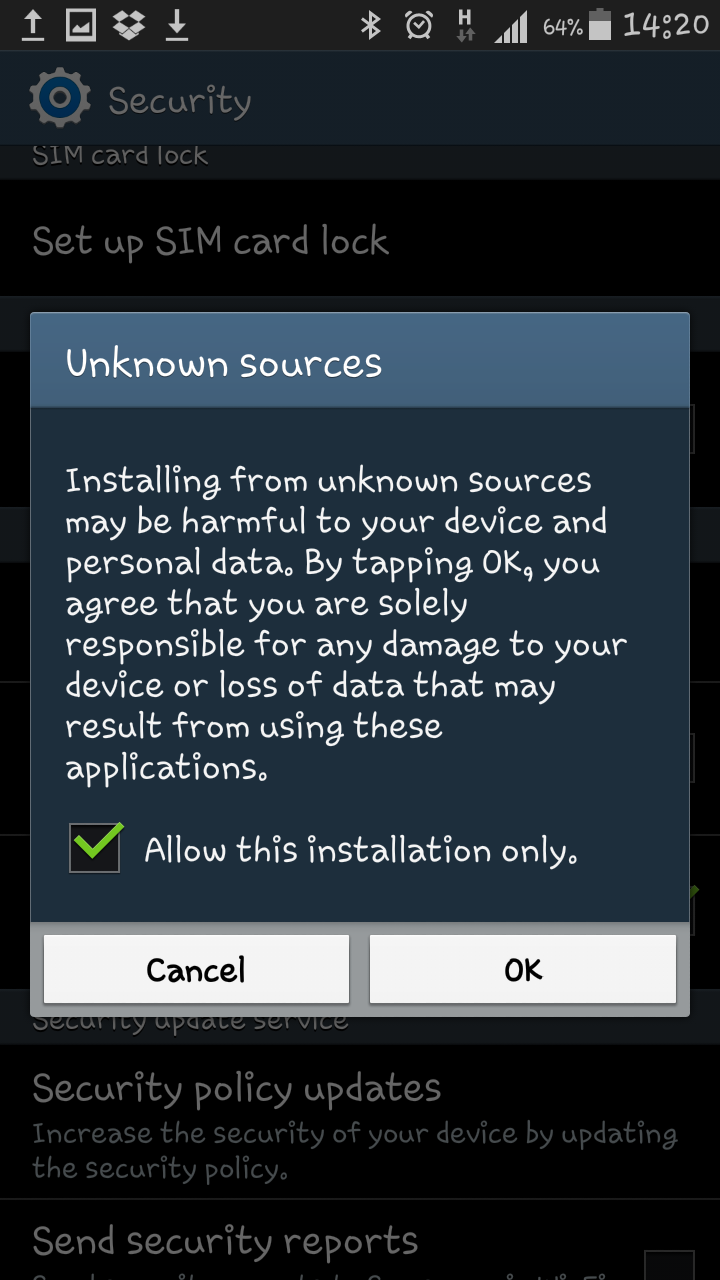 H
64%
14:20
Security
SIM card lock
Set up SIM card lock
Unknown sources
Installing from unknown sources
may be harmful to your device and
personal data. By tapping OK, you
agree that you are solely
responsible for any damage to your
device or loss of data that may
result from using these
applications.
Allow this installation only.
Cancel
OK
Security update service
Security policy updates
Increase the security of your device by updating
the security policy.
Send security reports